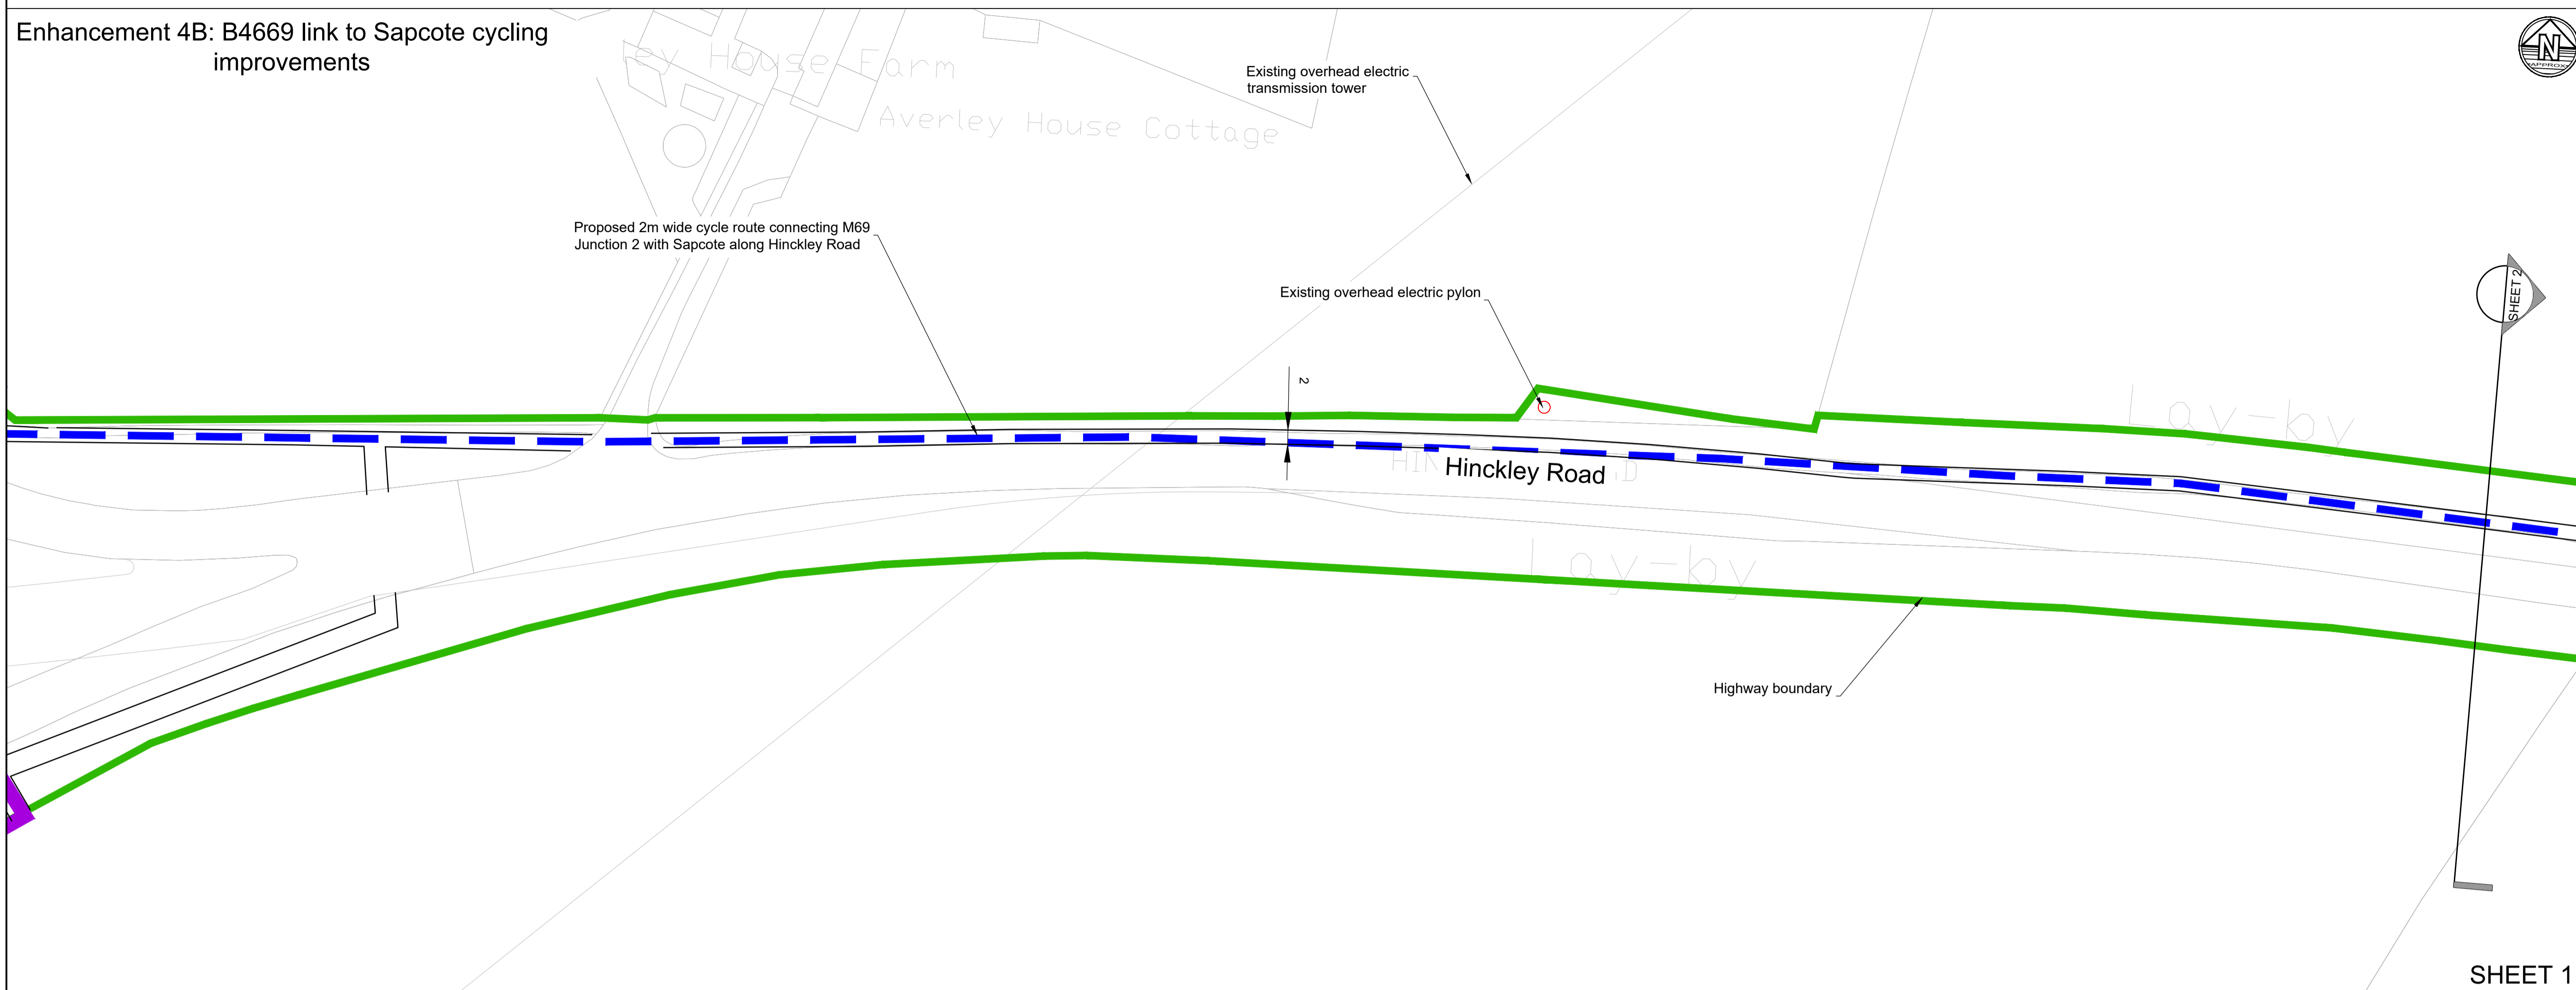 Enhancement 4B: B4669 link to Sapcote cycling
improvements
ley House Farm
Averley House Cottage
Existing overhead electric
transmission tower
N
APPROX
Proposed 2m wide cycle route connecting M69
Junction 2 with Sapcote along Hinckley Road
Existing overhead electric pylon
SHEET 2
2
Lay-by
Hinckley Road
Lay-by
Highway boundary
SHEET 1